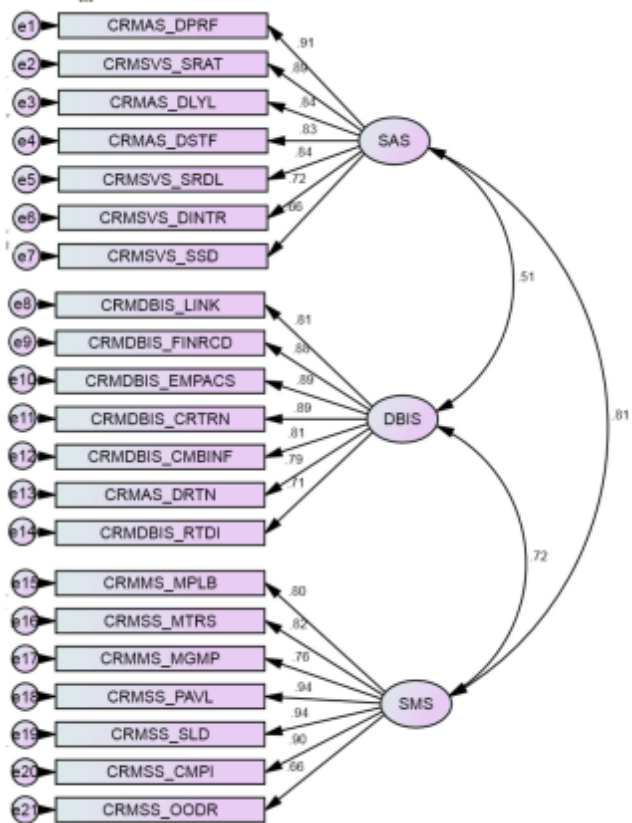 e1 CRMAS_DPRF .91
e2 CRMSVS_SRAT .89
e3 CRMAS_DLYL .84
e4 CRMAS_DSTF .83 SAS
e5 CRMSVS_SRDL .84
e6 CRMSVS_DINTR .72
e7 CRMSVS_SSD .66
.51
e8 CRMDBIS_LINK .81
e9 CRMDBIS_FINRCD .88
e10 CRMDBIS_EMPACS .89
e11 CRMDBIS_CRTRN .89 DBIS .81
e12 CRMDBIS_CMBINF .81
e13 CRMAS_DRTN .79
e14 CRMDBIS_RTDI .71
.72
e15 CRMMS_MPLB .80
e16 CRMSS_MTRS .82
e17 CRMMS_MGMP .76
e18 CRMSS_PAVL .94 SMS
e19 CRMSS_SLD .94
e20 CRMSS_CMPI .90
e21 CRMSS_OODR .66